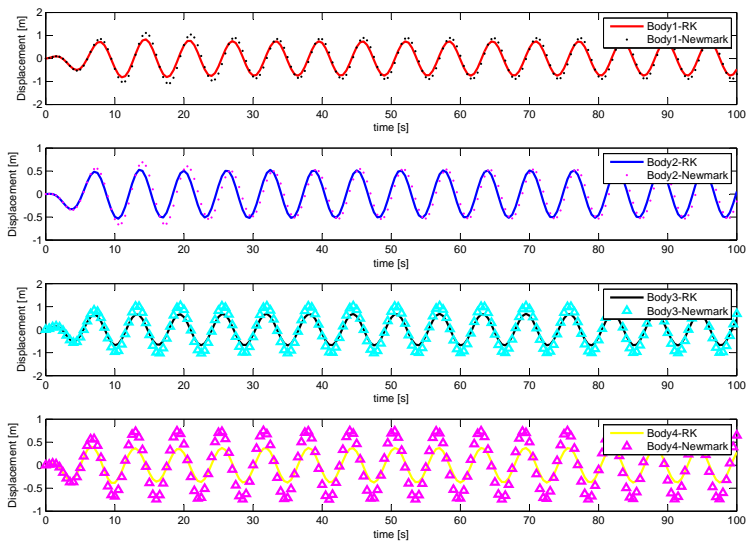 2
1
0
-1
-2
Displacement [m]
0 10 20 30 40 50 60 70 80 90 100
time [s]
Body1-RK
Body1-Newmark
1
0.5
0
-0.5
-1
Displacement [m]
0 10 20 30 40 50 60 70 80 90 100
time [s]
Body2-RK
Body2-Newmark
2
1
0
-1
-2
Displacement [m]
0 10 20 30 40 50 60 70 80 90 100
time [s]
Body3-RK
Body3-Newmark
1
0.5
0
-0.5
-1
Displacement [m]
0 10 20 30 40 50 60 70 80 90 100
time [s]
Body4-RK
Body4-Newmark